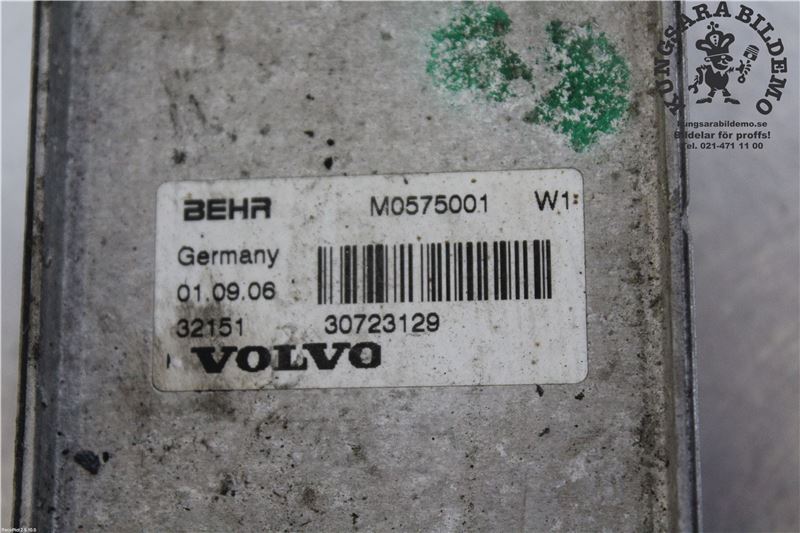 KUNGSARA BILDEMO
kungsarabildemo.se
Bildelar för proffs!
Tel. 021-471 11 00
BEHR M0575001 W1
Germany
01.09.06
32151 30723129
VOLVO